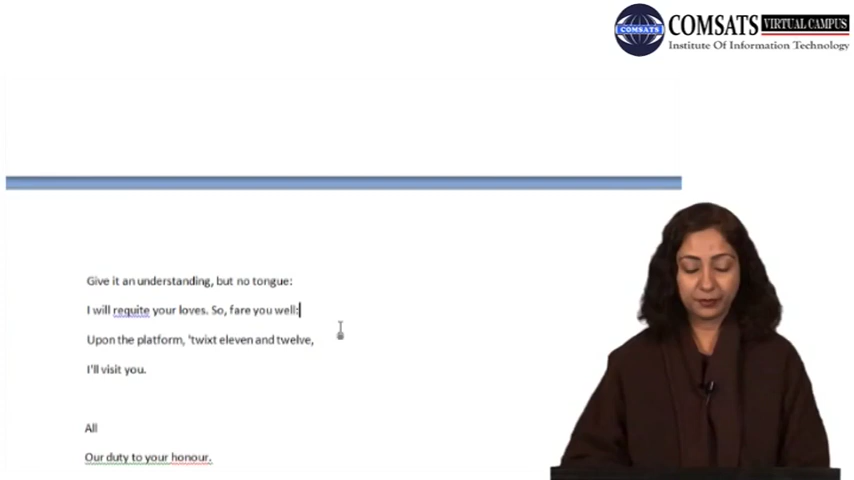 COMSATS VIRTUAL CAMPUS
COMSATS
Institute Of Information Technology
Give it an understanding, but no tongue:
I will requite your loves. So, fare you well:
Upon the platform, 'twixt eleven and twelve,
I'll visit you.
All
Our duty to your honour.